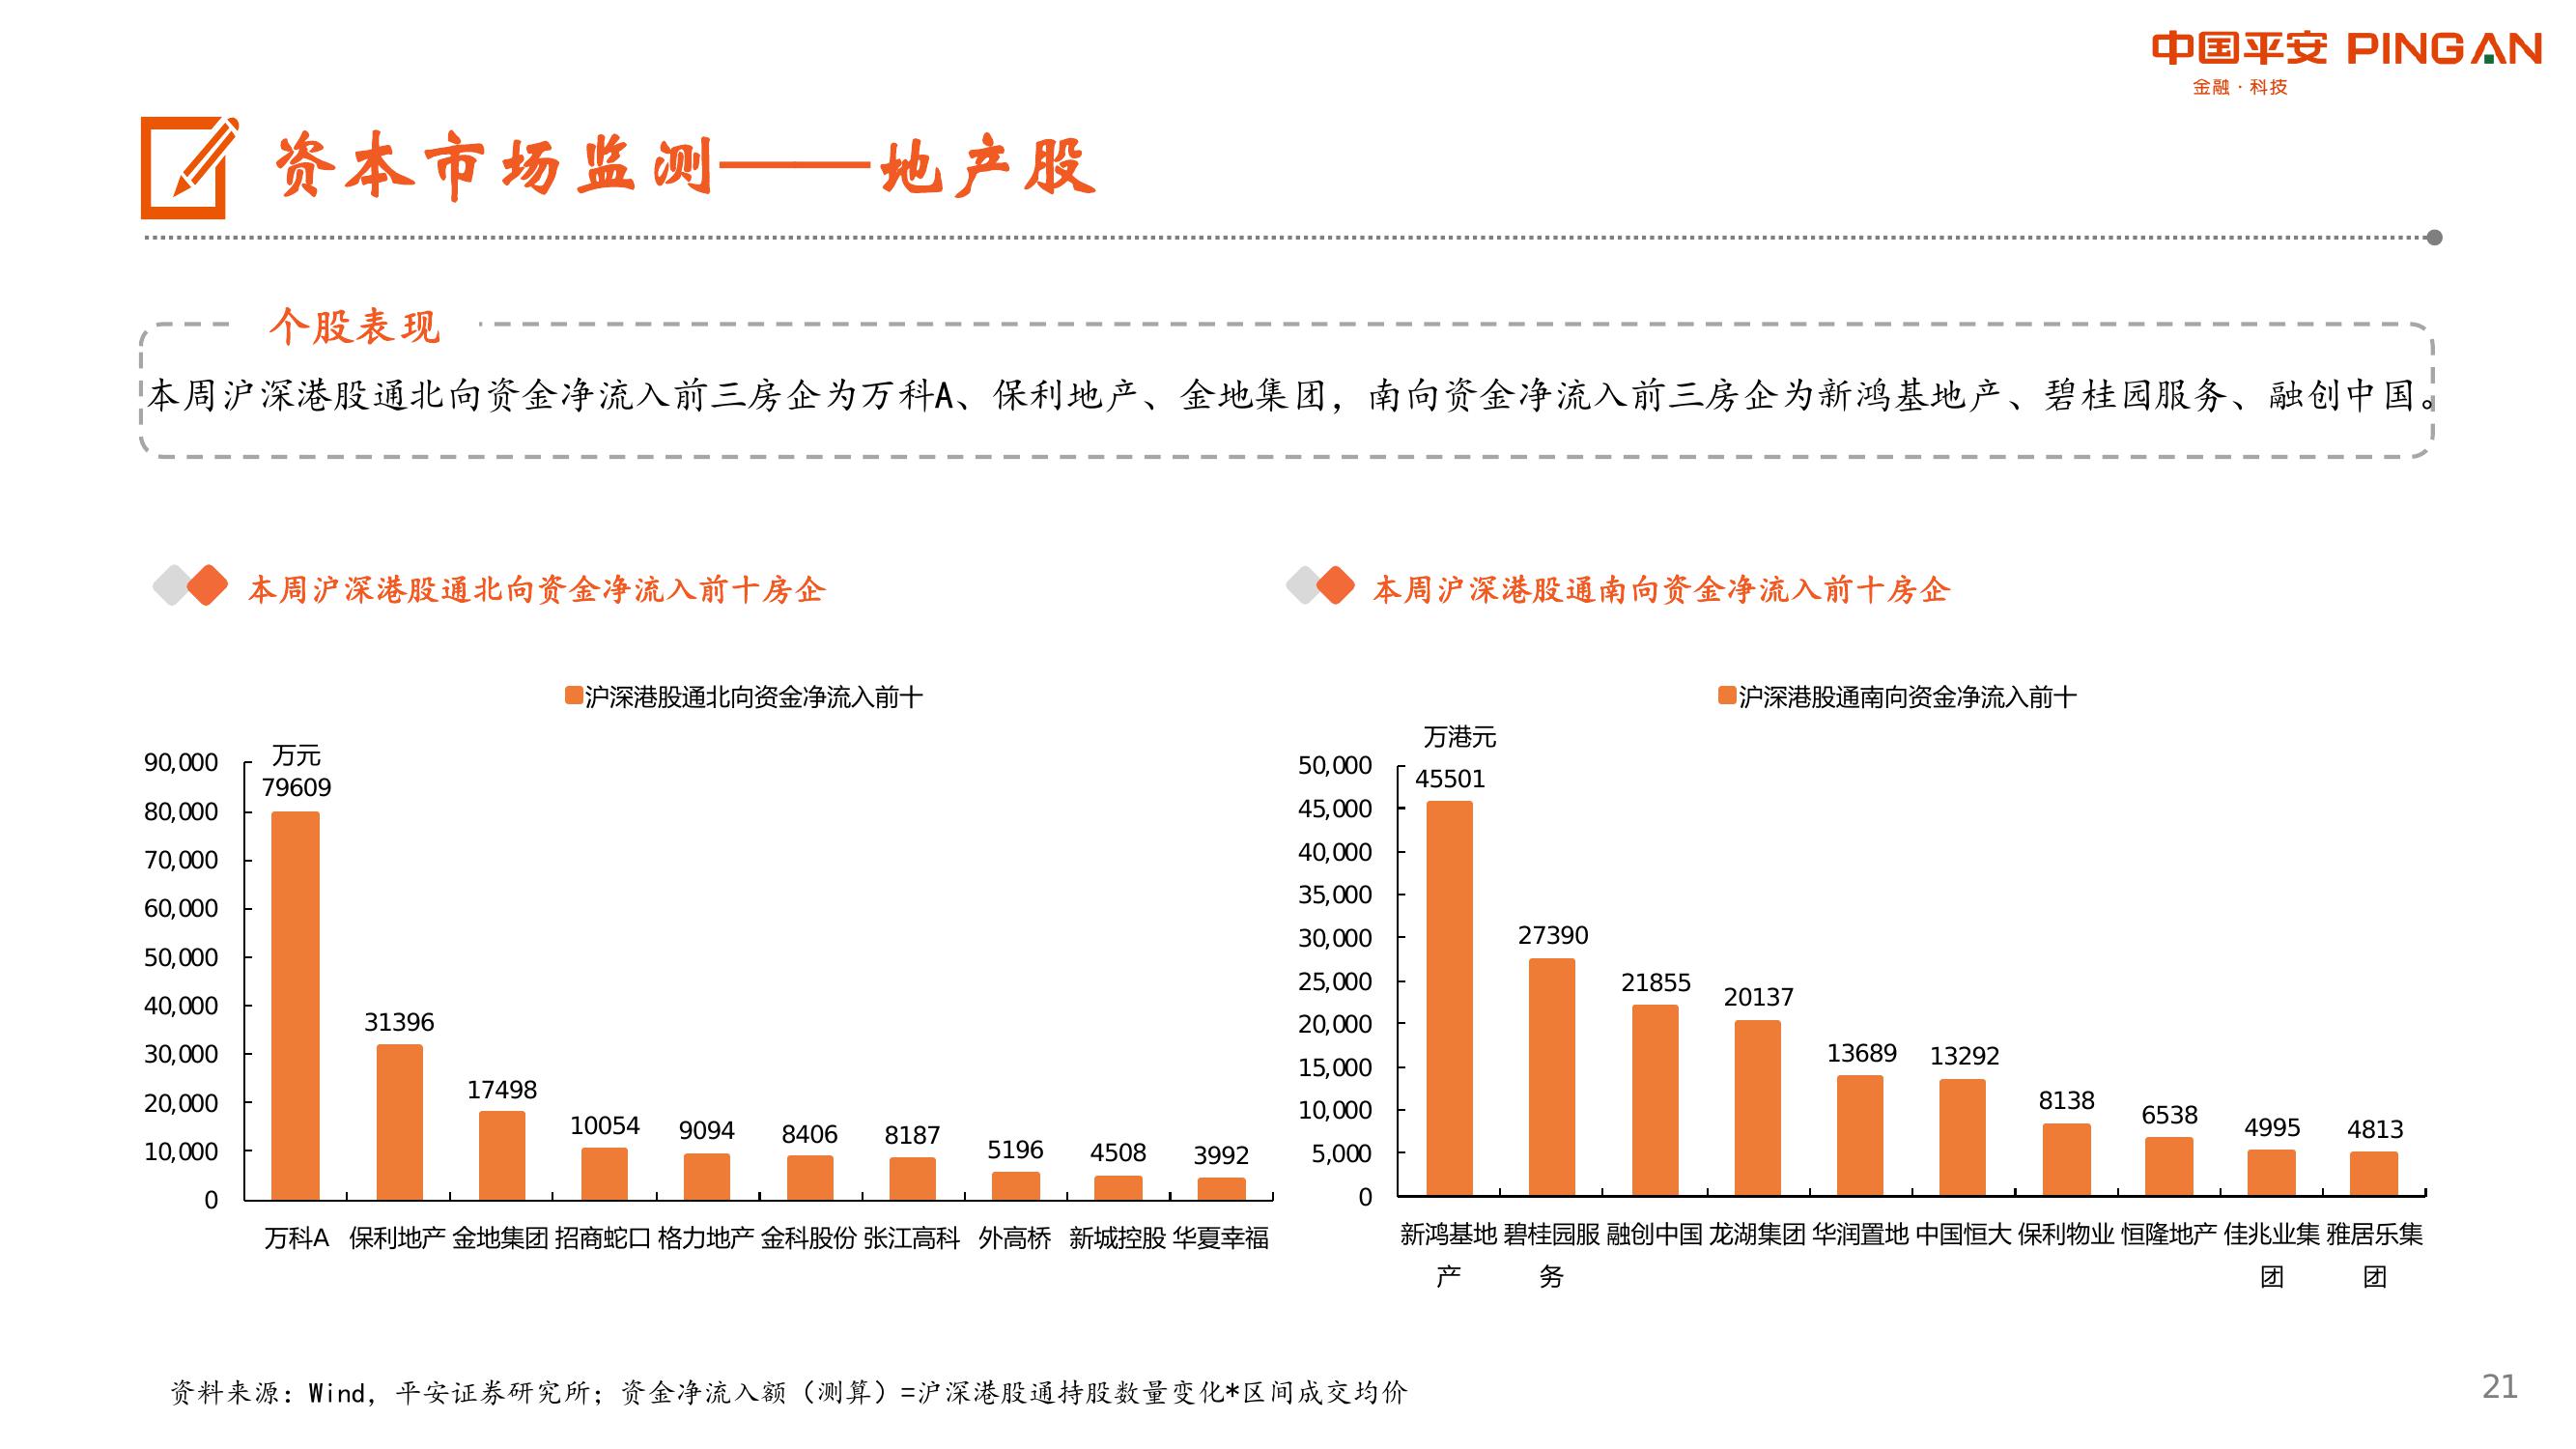 中国平安 PINGAN
金融·科技
资本市场监测——地产股
个股表现
本周沪深港股通北向资金净流入前三房企为万科A、保利地产、金地集团，南向资金净流入前三房企为新鸿基地产、碧桂园服务、融创中国。
本周沪深港股通北向资金净流入前十房企
沪深港股通北向资金净流入前十
万元
90,000
80,000
70,000
60,000
50,000
40,000
30,000
20,000
10,000
0
79609
31396
17498
10054
9094
8406
8187
5196
4508
3992
万科A 保利地产 金地集团 招商蛇口 格力地产 金科股份 张江高科 外高桥 新城控股 华夏幸福
本周沪深港股通南向资金净流入前十房企
沪深港股通南向资金净流入前十
万港元
50,000
45,000
40,000
35,000
30,000
25,000
20,000
15,000
10,000
5,000
0
45501
27390
21855
20137
13689
13292
8138
6538
4995
4813
新鸿基地 碧桂园服 融创中国 龙湖集团 华润置地 中国恒大 保利物业 恒隆地产 佳兆业集 雅居乐集
产 务 团 团
资料来源：Wind，平安证券研究所；资金净流入额（测算）=沪深港股通持股数量变化*区间成交均价
21